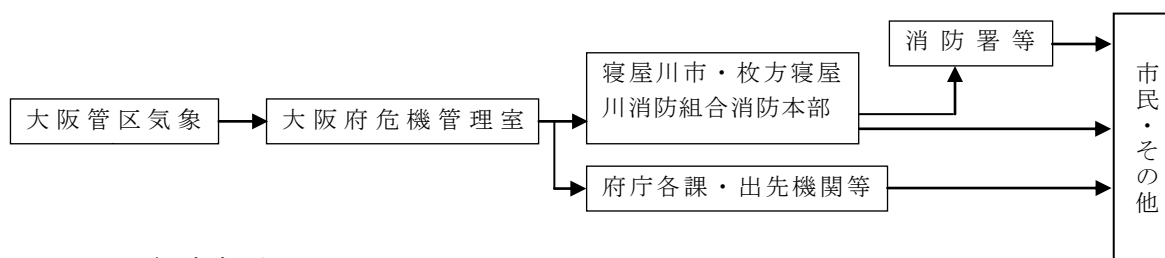 消防署等
寝屋川市・枚方寝屋
川消防組合消防本部
大阪管区気象
大阪府危機管理室
府庁各課・出先機関等
市民・その他